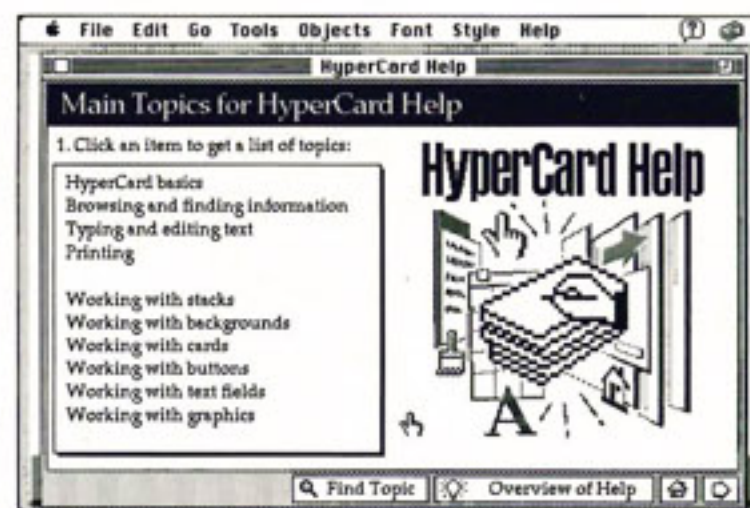 File Edit Go Tools Objects Font Style Help
HyperCard Help
Main Topics for HyperCard Help
1. Click an item to get a list of topics:
HyperCard basics
Browsing and finding information
Typing and editing text
Printing
Working with stacks
Working with backgrounds
Working with cards
Working with buttons
Working with text fields
Working with graphics
HyperCard Help
A
Find Topic
Overview of Help